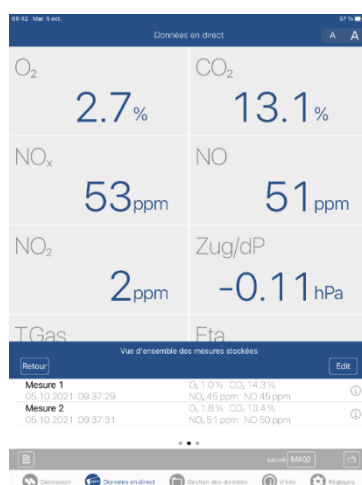 09:42 Mar. 5 oct. 57 %
Données en direct
A A
O₂ CO₂
2.7% 13.1%
NOₓ NO
53ppm 51ppm
NO₂ Zug/dP
2ppm -0.11hPa
TGas Eta
Vue d'ensemble des mesures stockées
Retour Edit
Mesure 1 O₂ 1.0 % CO₂ 14.3 %
05.10.2021 09:37:29 NOₓ 45 ppm NO 45 ppm
Mesure 2 O₂ 1.8 % CO₂ 13.4 %
05.10.2021 09:37:31 NOₓ 51 ppm NO 50 ppm
sauvé M#02
Connexion Données en direct Gestion des données d'info Réglages